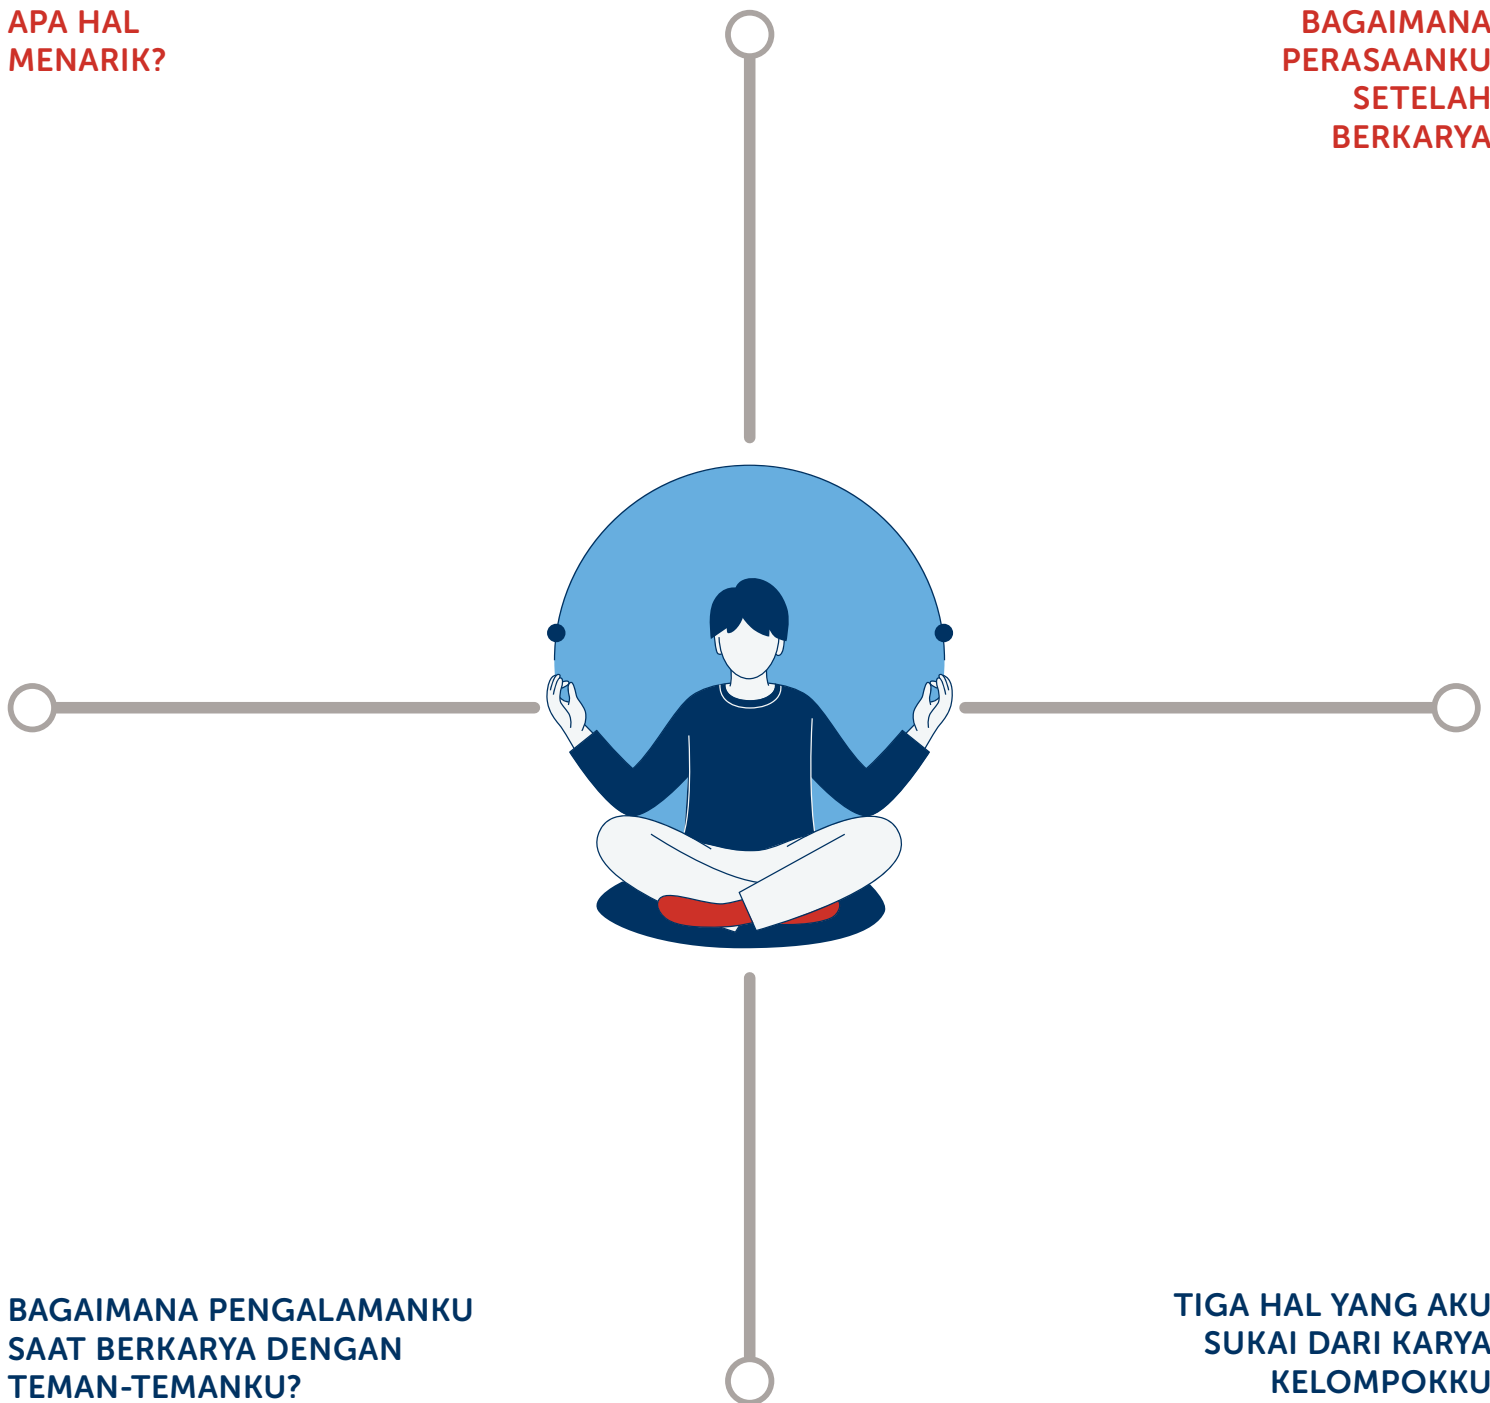 APA HAL
MENARIK?
BAGAIMANA
PERASAANKU
SETELAH
BERKARYA
BAGAIMANA PENGALAMANKU
SAAT BERKARYA DENGAN
TEMAN-TEMANKU?
TIGA HAL YANG AKU
SUKAI DARI KARYA
KELOMPOKKU